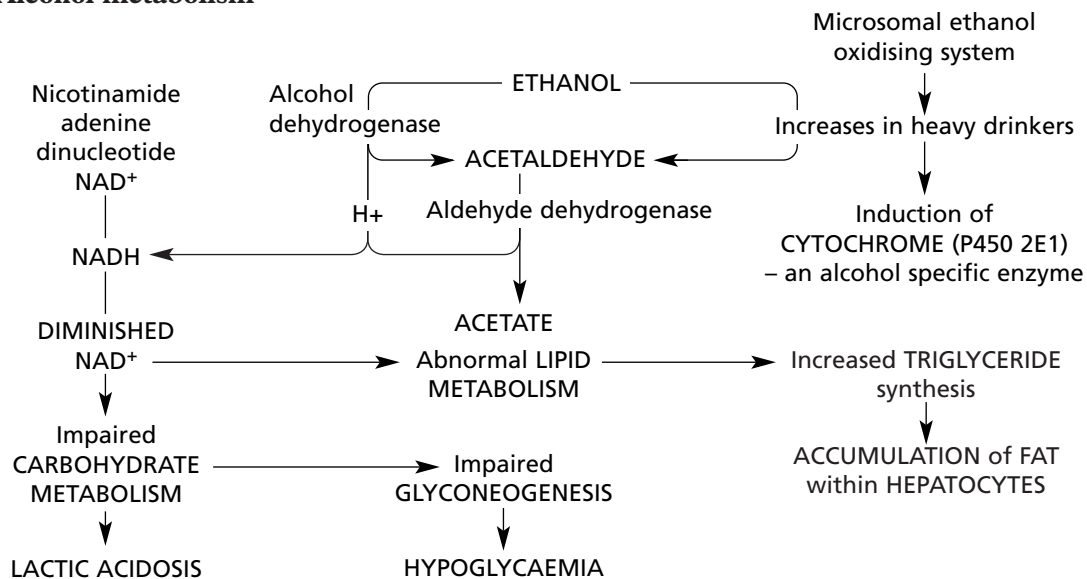 Alcohol metabolism
Microsomal ethanol
oxidising system
ETHANOL
Nicotinamide
adenine
dinucleotide
NAD+
Alcohol
dehydrogenase
Increases in heavy drinkers
ACETALDEHYDE
H+
Aldehyde dehydrogenase
Induction of
CYTOCHROME (P450 2E1)
– an alcohol specific enzyme
NADH
ACETATE
DIMINISHED
NAD+
Abnormal LIPID
METABOLISM
Increased TRIGLYCERIDE
synthesis
Impaired
CARBOHYDRATE
METABOLISM
Impaired
GLYCONEOGENESIS
ACCUMULATION of FAT
within HEPATOCYTES
LACTIC ACIDOSIS
HYPOGLYCAEMIA